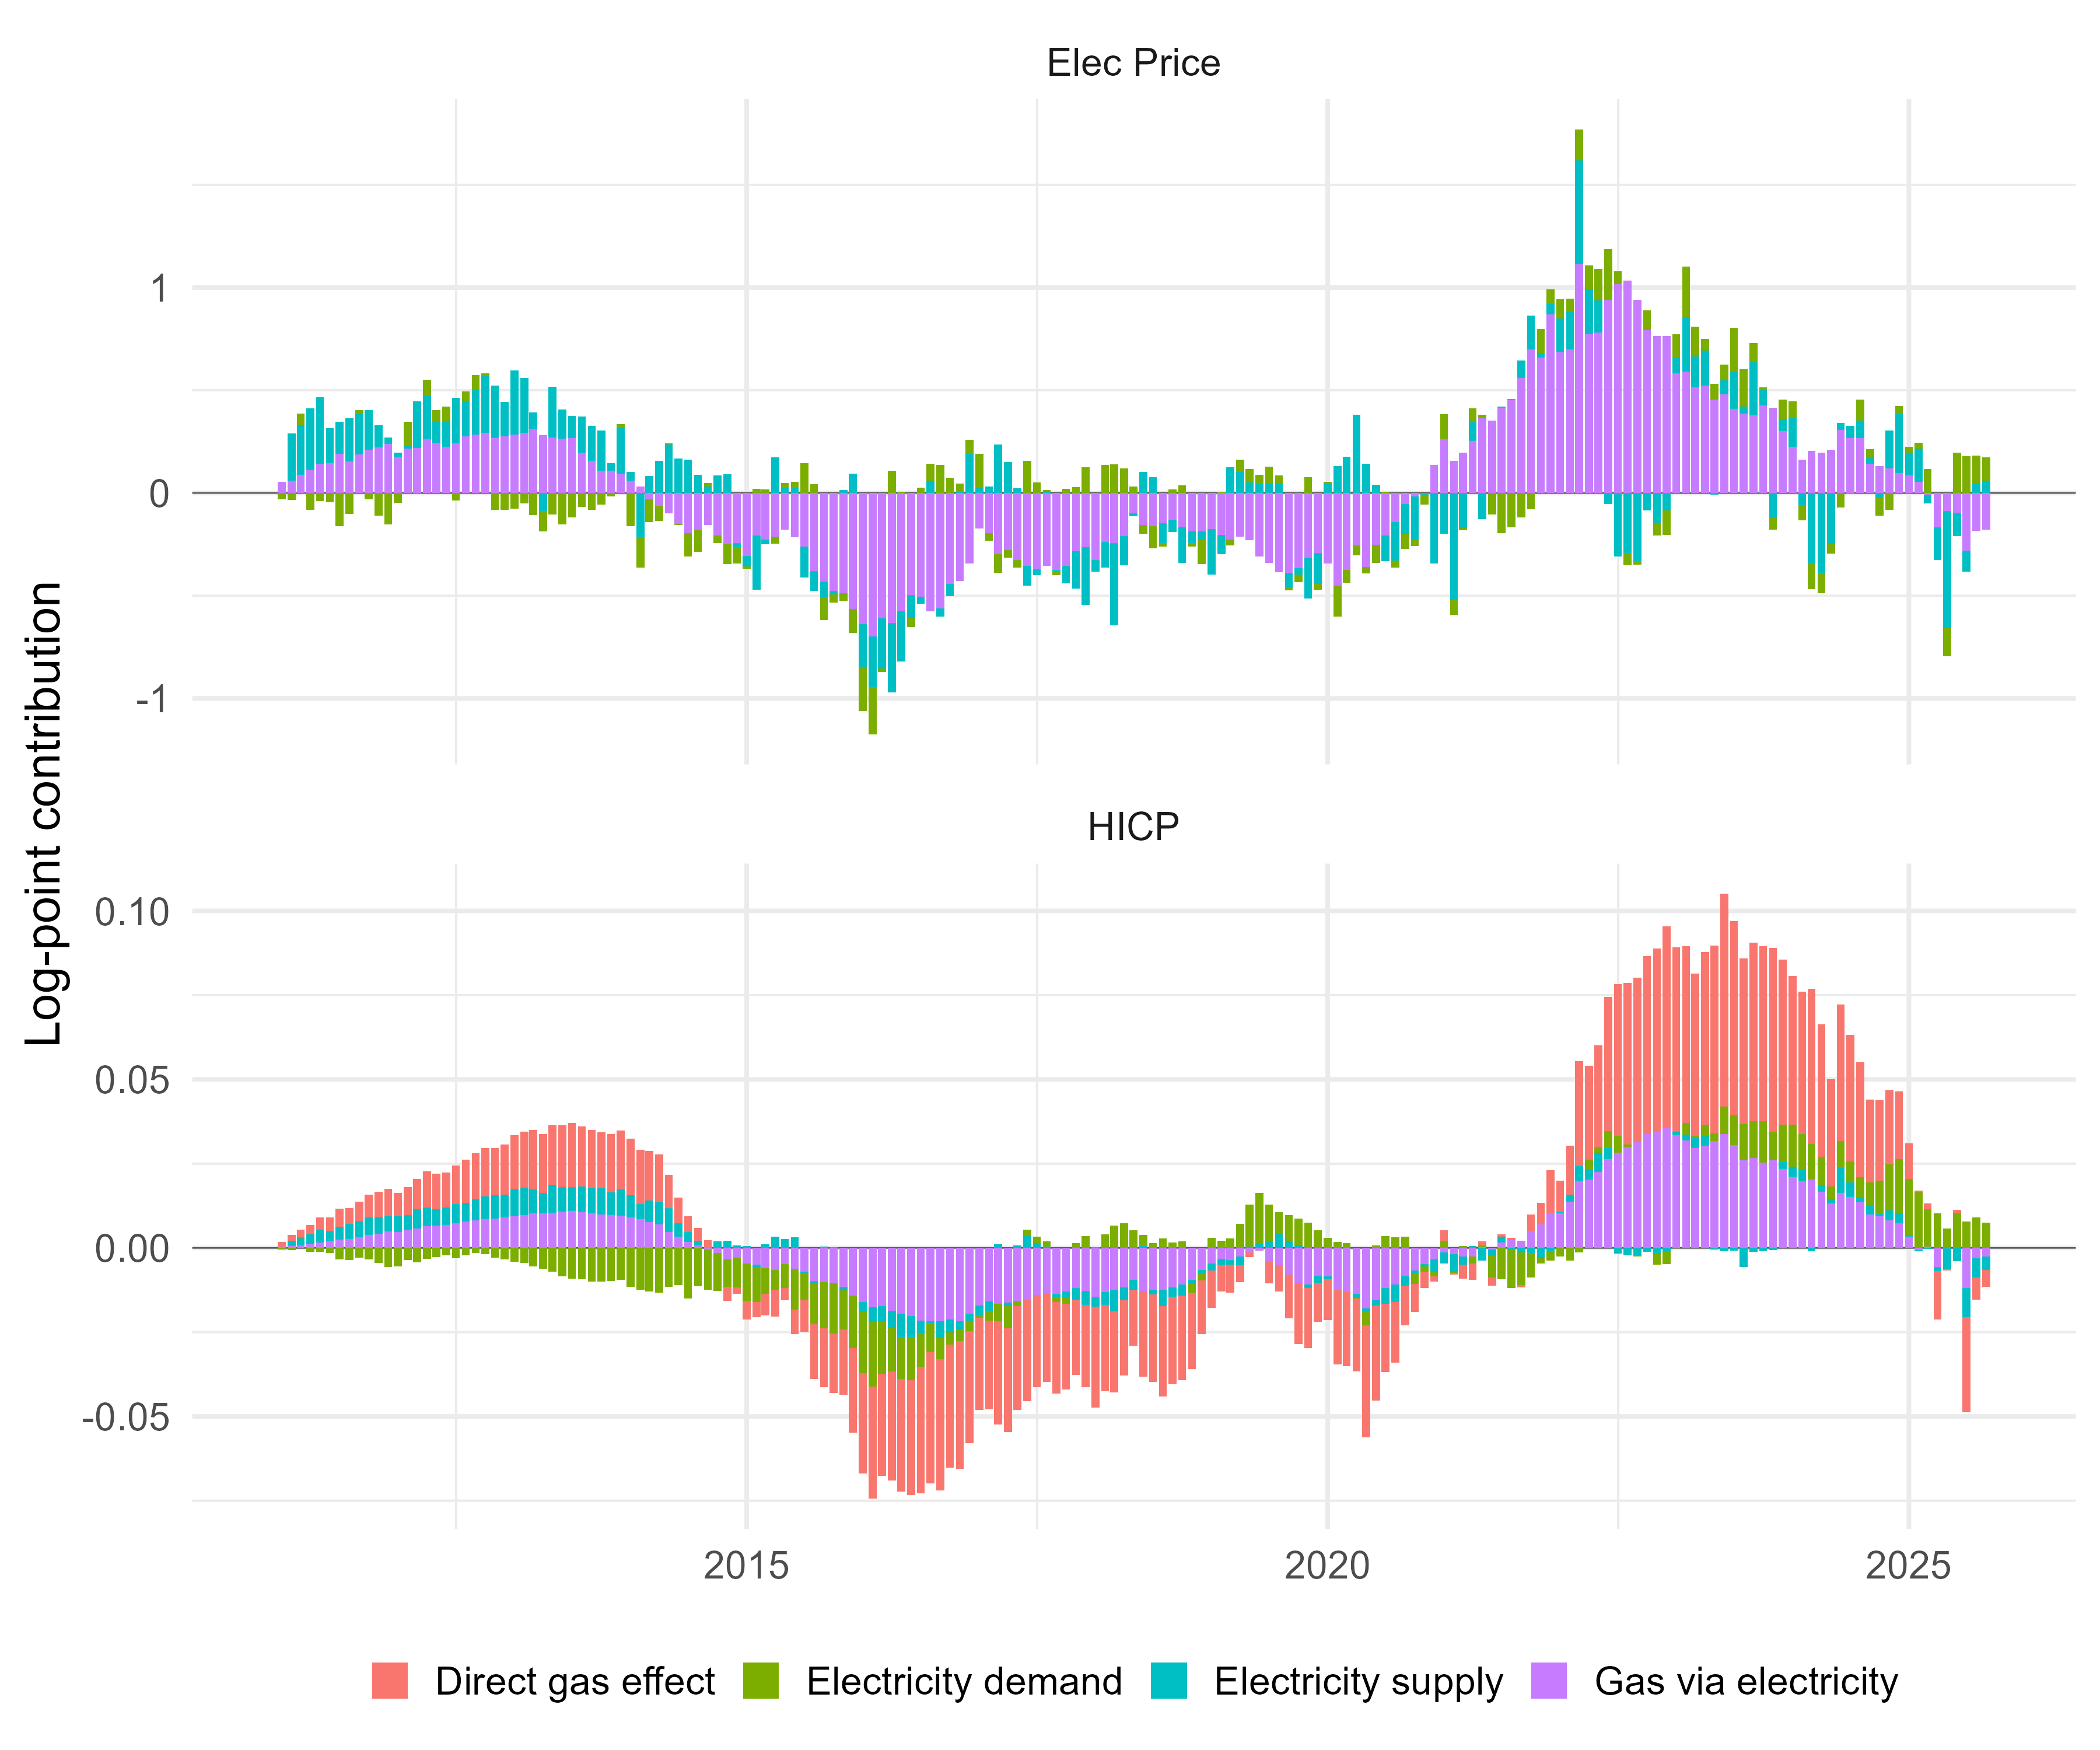 Elec Price
1
0
-1
Log-point contribution
HICP
0.10
0.05
0.00
-0.05
2015
2020
2025
Direct gas effect
Electricity demand
Electricity supply
Gas via electricity